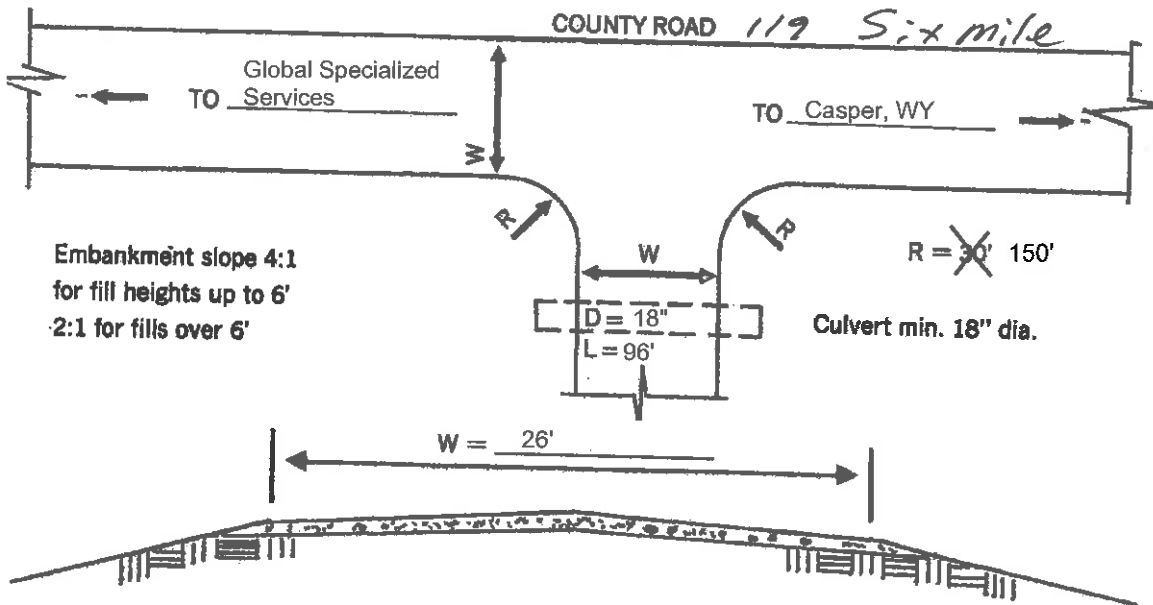 COUNTY ROAD 119 Six mile
Global Specialized
TO Services
TO Casper, WY
W
R
R
W
R = 30' 150'
Embankment slope 4:1
for fill heights up to 6'
2:1 for fills over 6'
D = 18"
Culvert min. 18" dia.
L = 96'
W = 26'